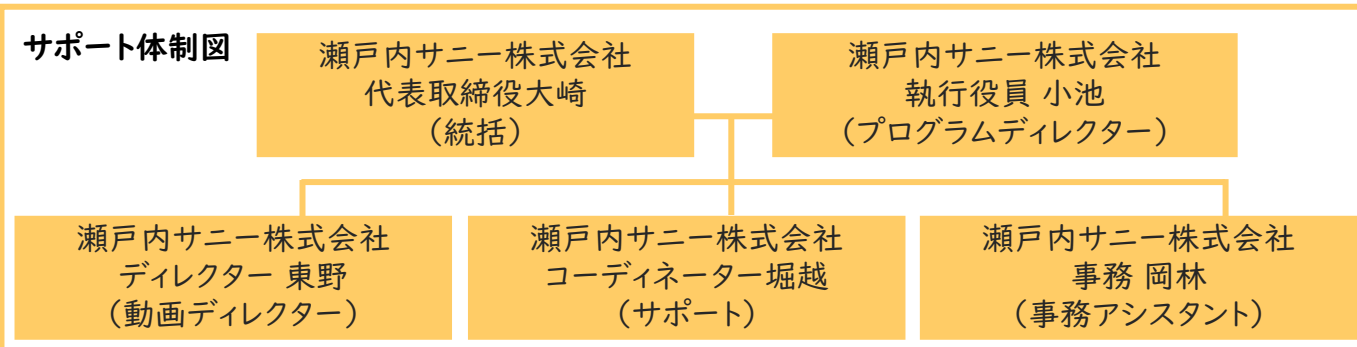 サポート体制図
瀬戸内サニー株式会社
代表取締役大崎
(統括)
瀬戸内サニー株式会社
執行役員 小池
(プログラムディレクター)
瀬戸内サニー株式会社
ディレクター 東野
(動画ディレクター)
瀬戸内サニー株式会社
コーディネーター堀越
(サポート)
瀬戸内サニー株式会社
事務 岡林
(事務アシスタント)